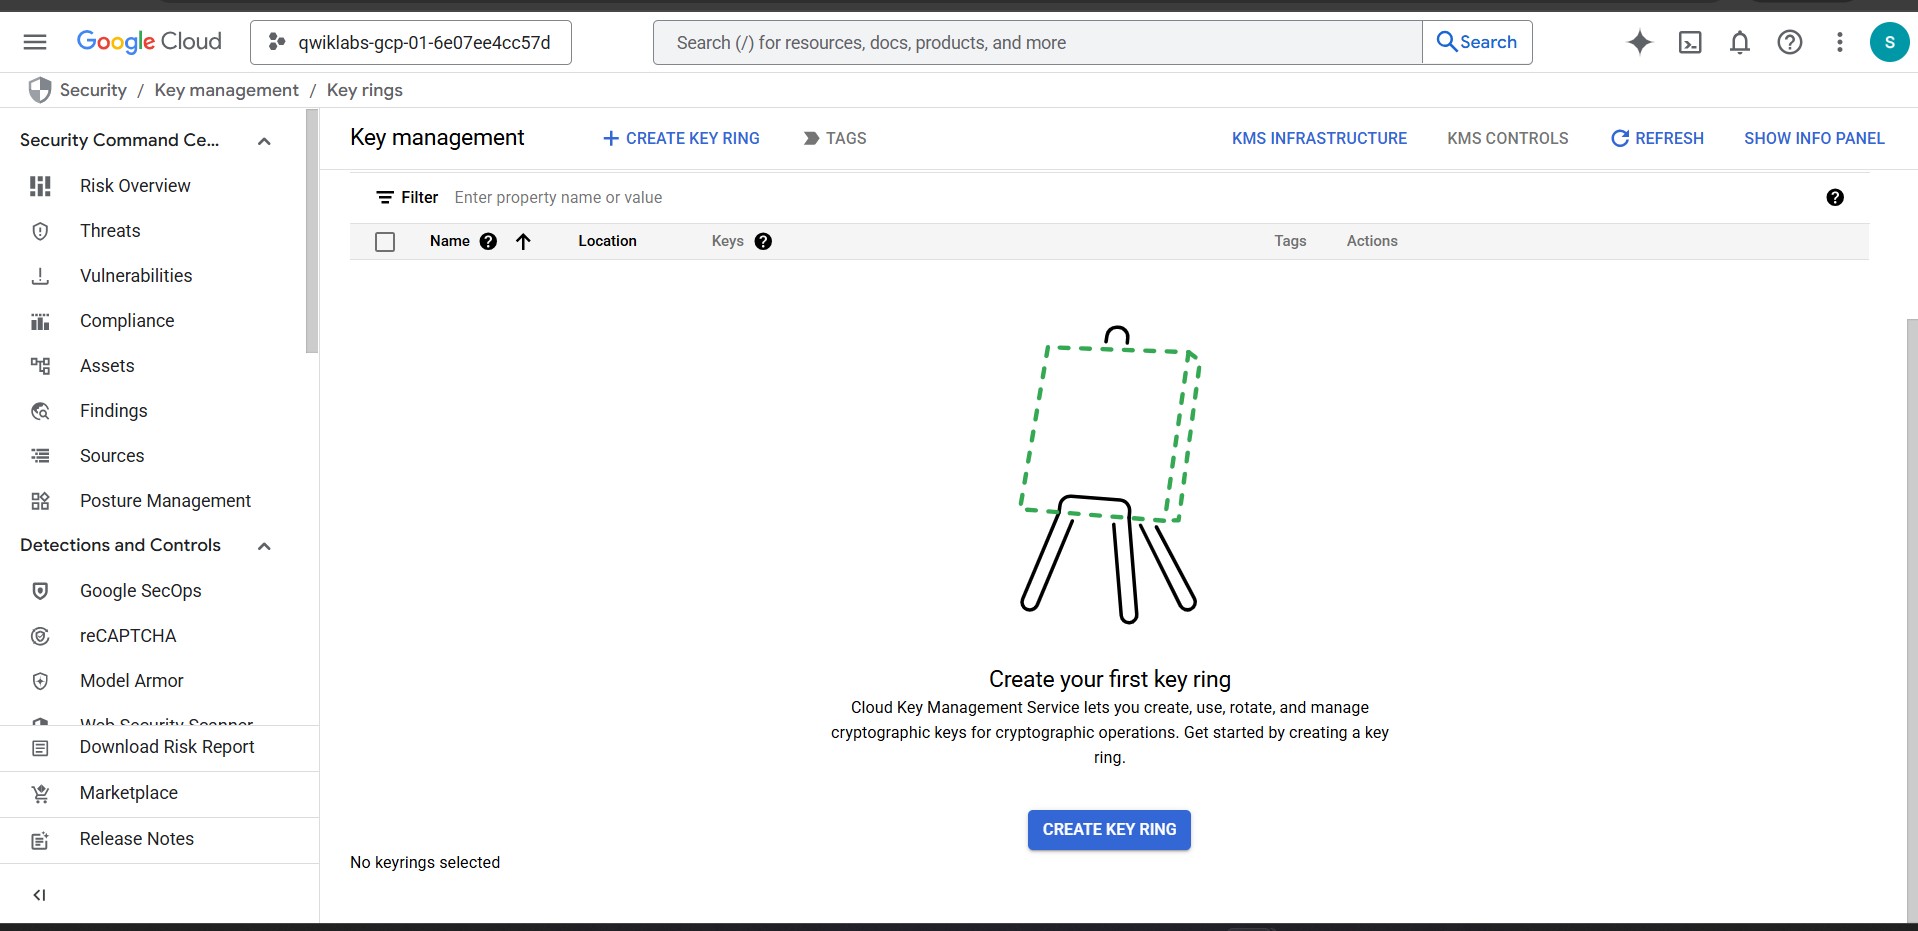 Google Cloud
qwiklabs-gcp-01-6e07ee4cc57d
Search (/) for resources, docs, products, and more
Search
S
Security / Key management / Key rings
Security Command Ce...
Risk Overview
Threats
Vulnerabilities
Compliance
Assets
Findings
Sources
Posture Management
Detections and Controls
Google SecOps
reCAPTCHA
Model Armor
Web Security Scanner
Download Risk Report
Marketplace
Release Notes
Key management
CREATE KEY RING
TAGS
KMS INFRASTRUCTURE
KMS CONTROLS
REFRESH
SHOW INFO PANEL
Filter Enter property name or value
Name Location Keys Tags Actions
Create your first key ring
Cloud Key Management Service lets you create, use, rotate, and manage
cryptographic keys for cryptographic operations. Get started by creating a key
ring.
CREATE KEY RING
No keyrings selected